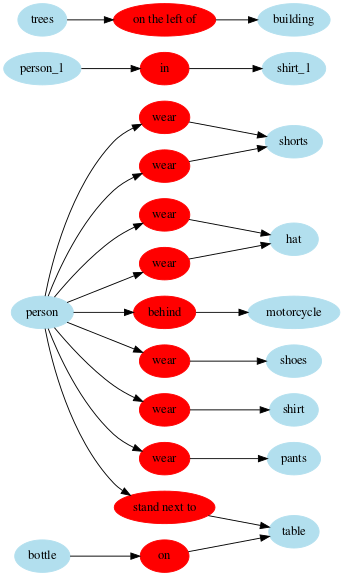 trees on the left of building
person_1 in shirt_1
wear
shorts
wear
wear
hat
wear
person behind motorcycle
wear shoes
wear shirt
wear pants
stand next to
table
bottle on